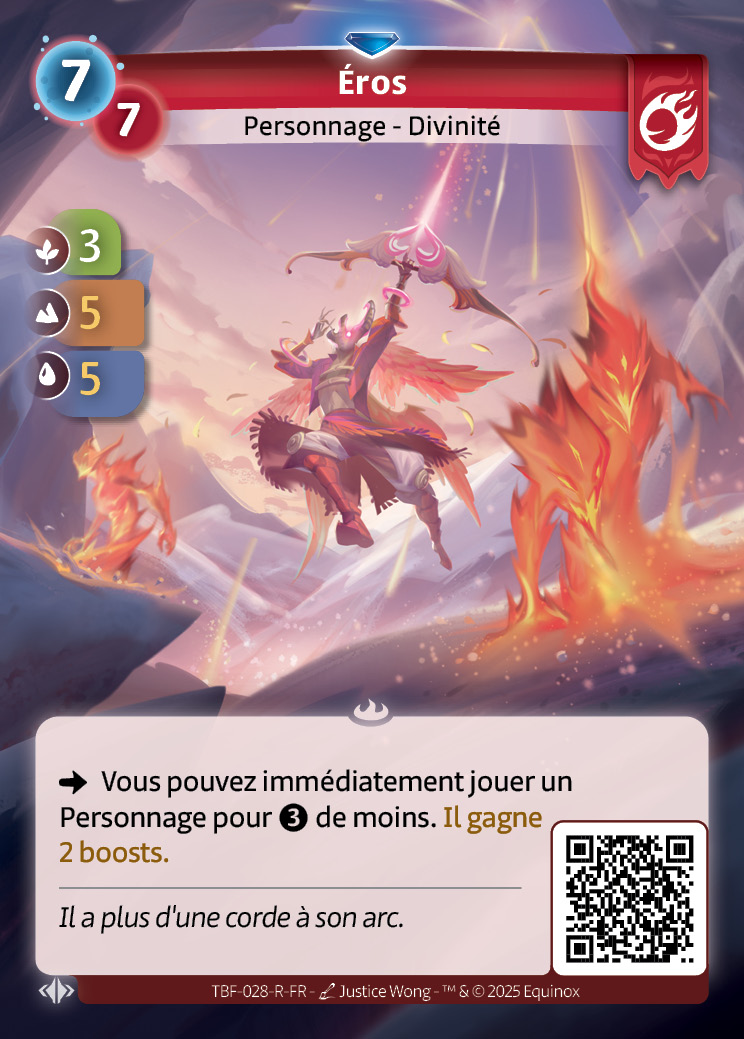 7
Éros
7
Personnage - Divinité
3
5
5
Vous pouvez immédiatement jouer un
Personnage pour 3 de moins. Il gagne
2 boosts.
Il a plus d'une corde à son arc.
TBF-028-R-FR - Justice Wong - ™ & © 2025 Equinox